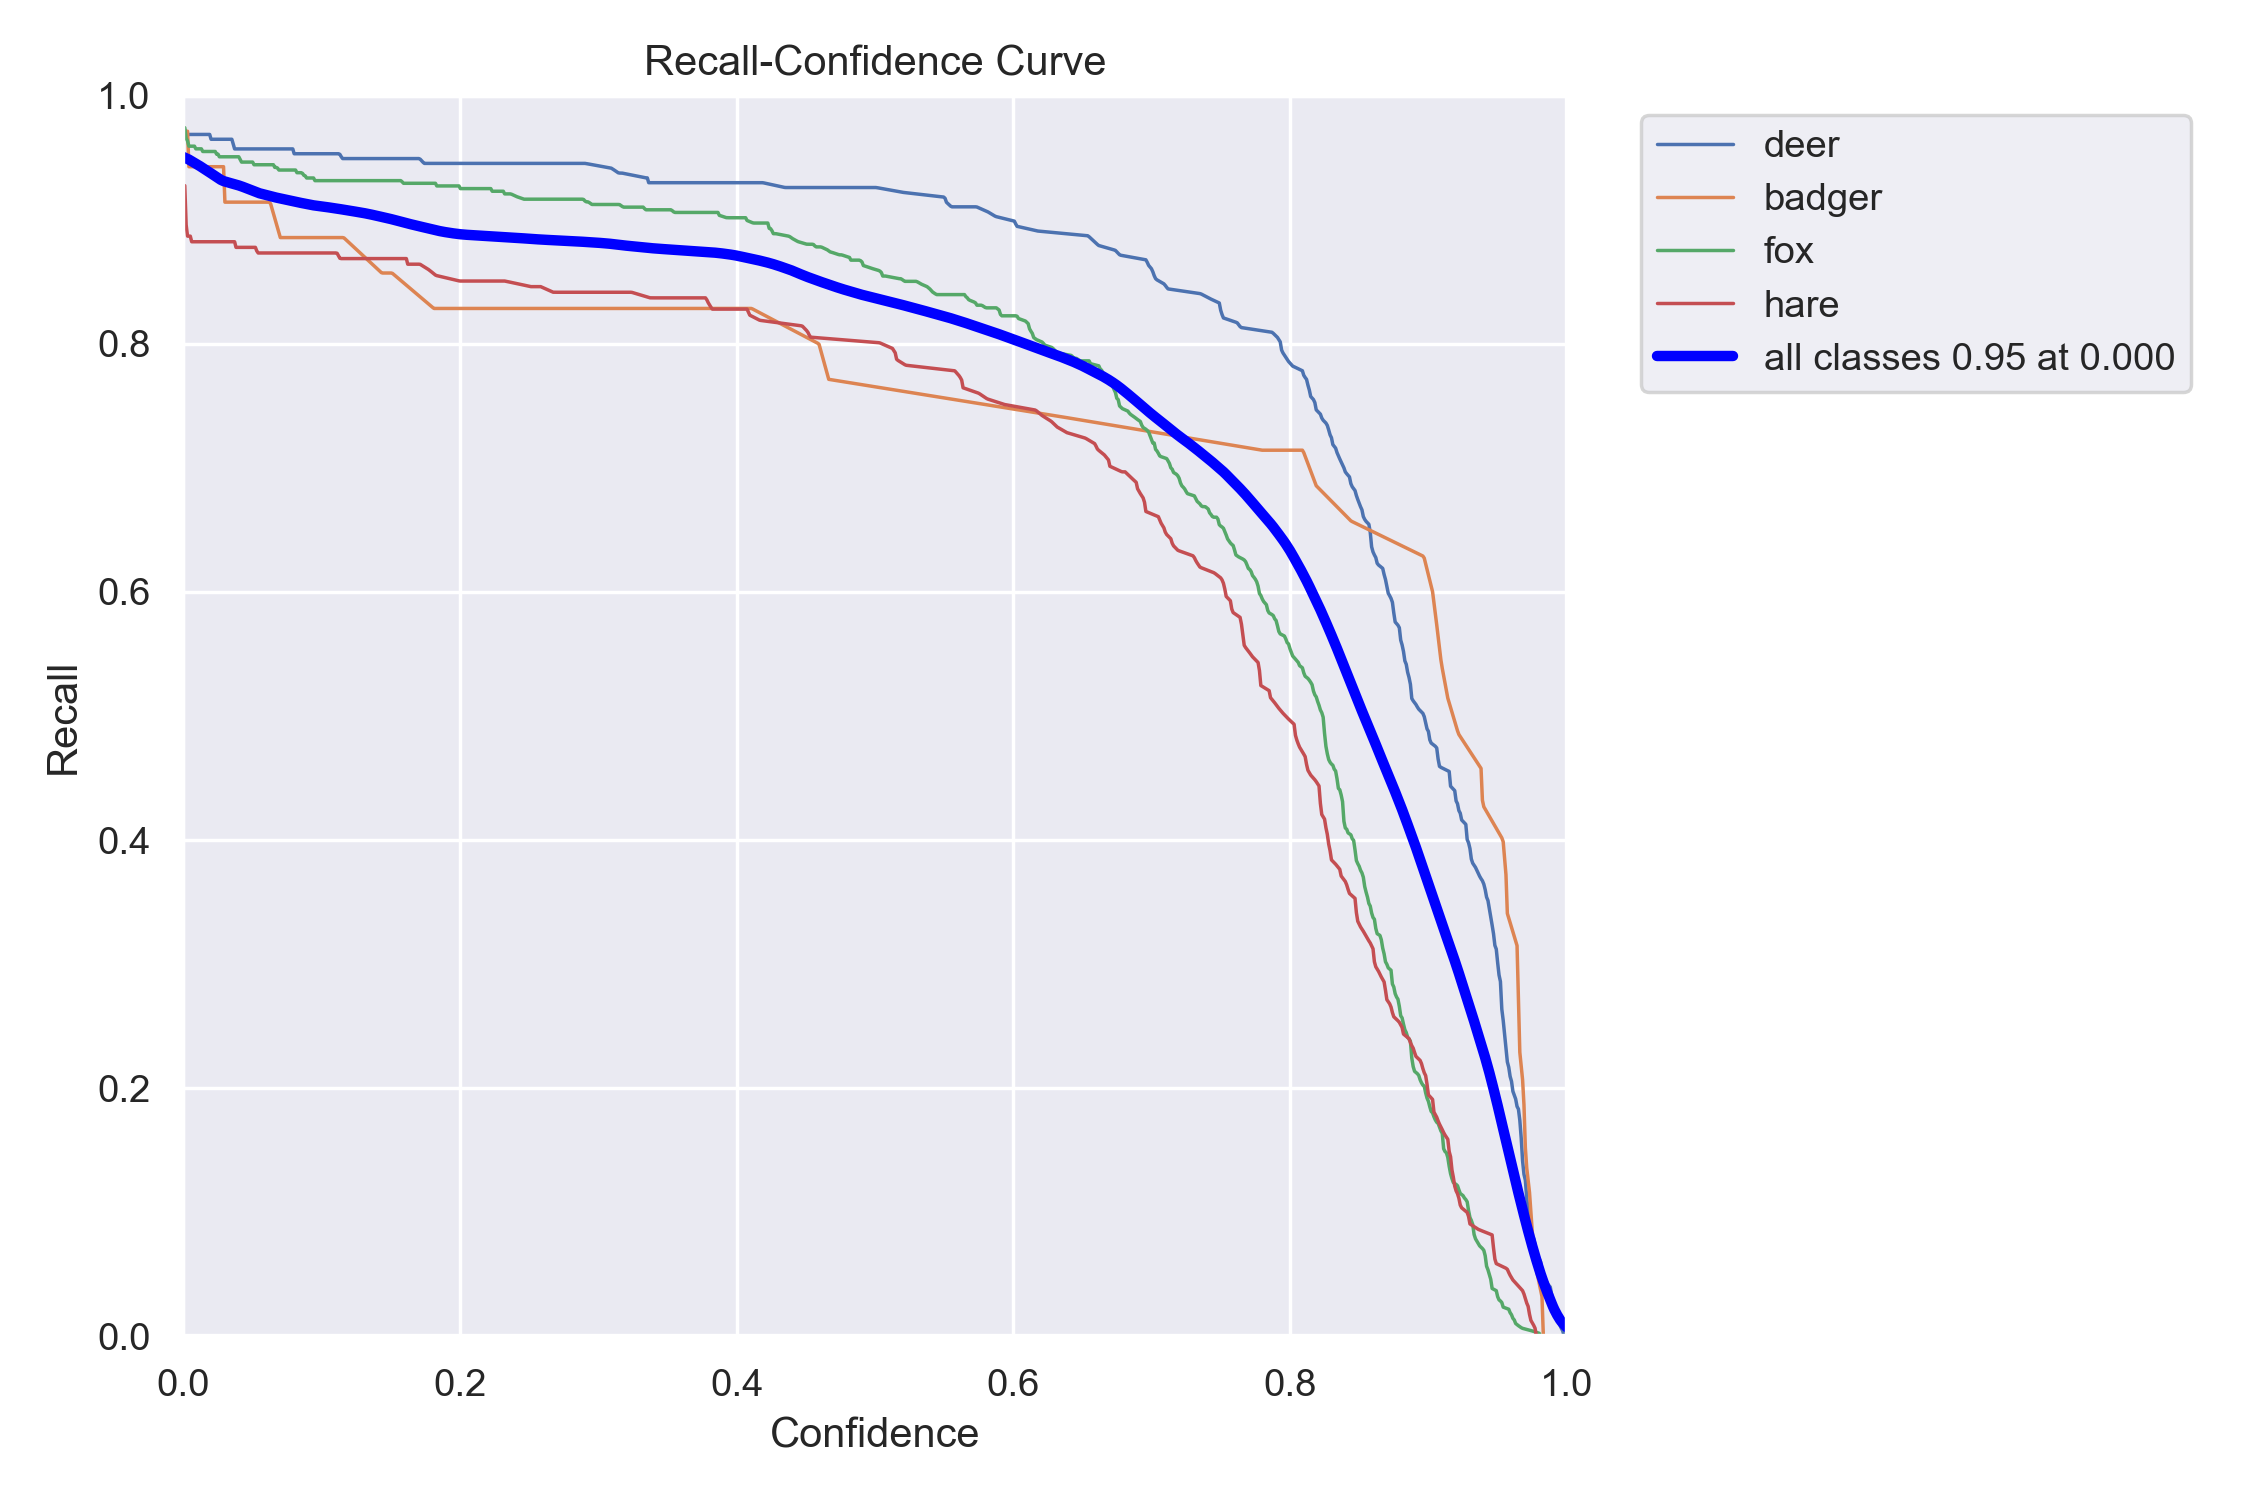 Recall-Confidence Curve
1.0
0.8
0.6
0.4
0.2
0.0
Recall
0.0 0.2 0.4 0.6 0.8 1.0
Confidence
deer
badger
fox
hare
all classes 0.95 at 0.000